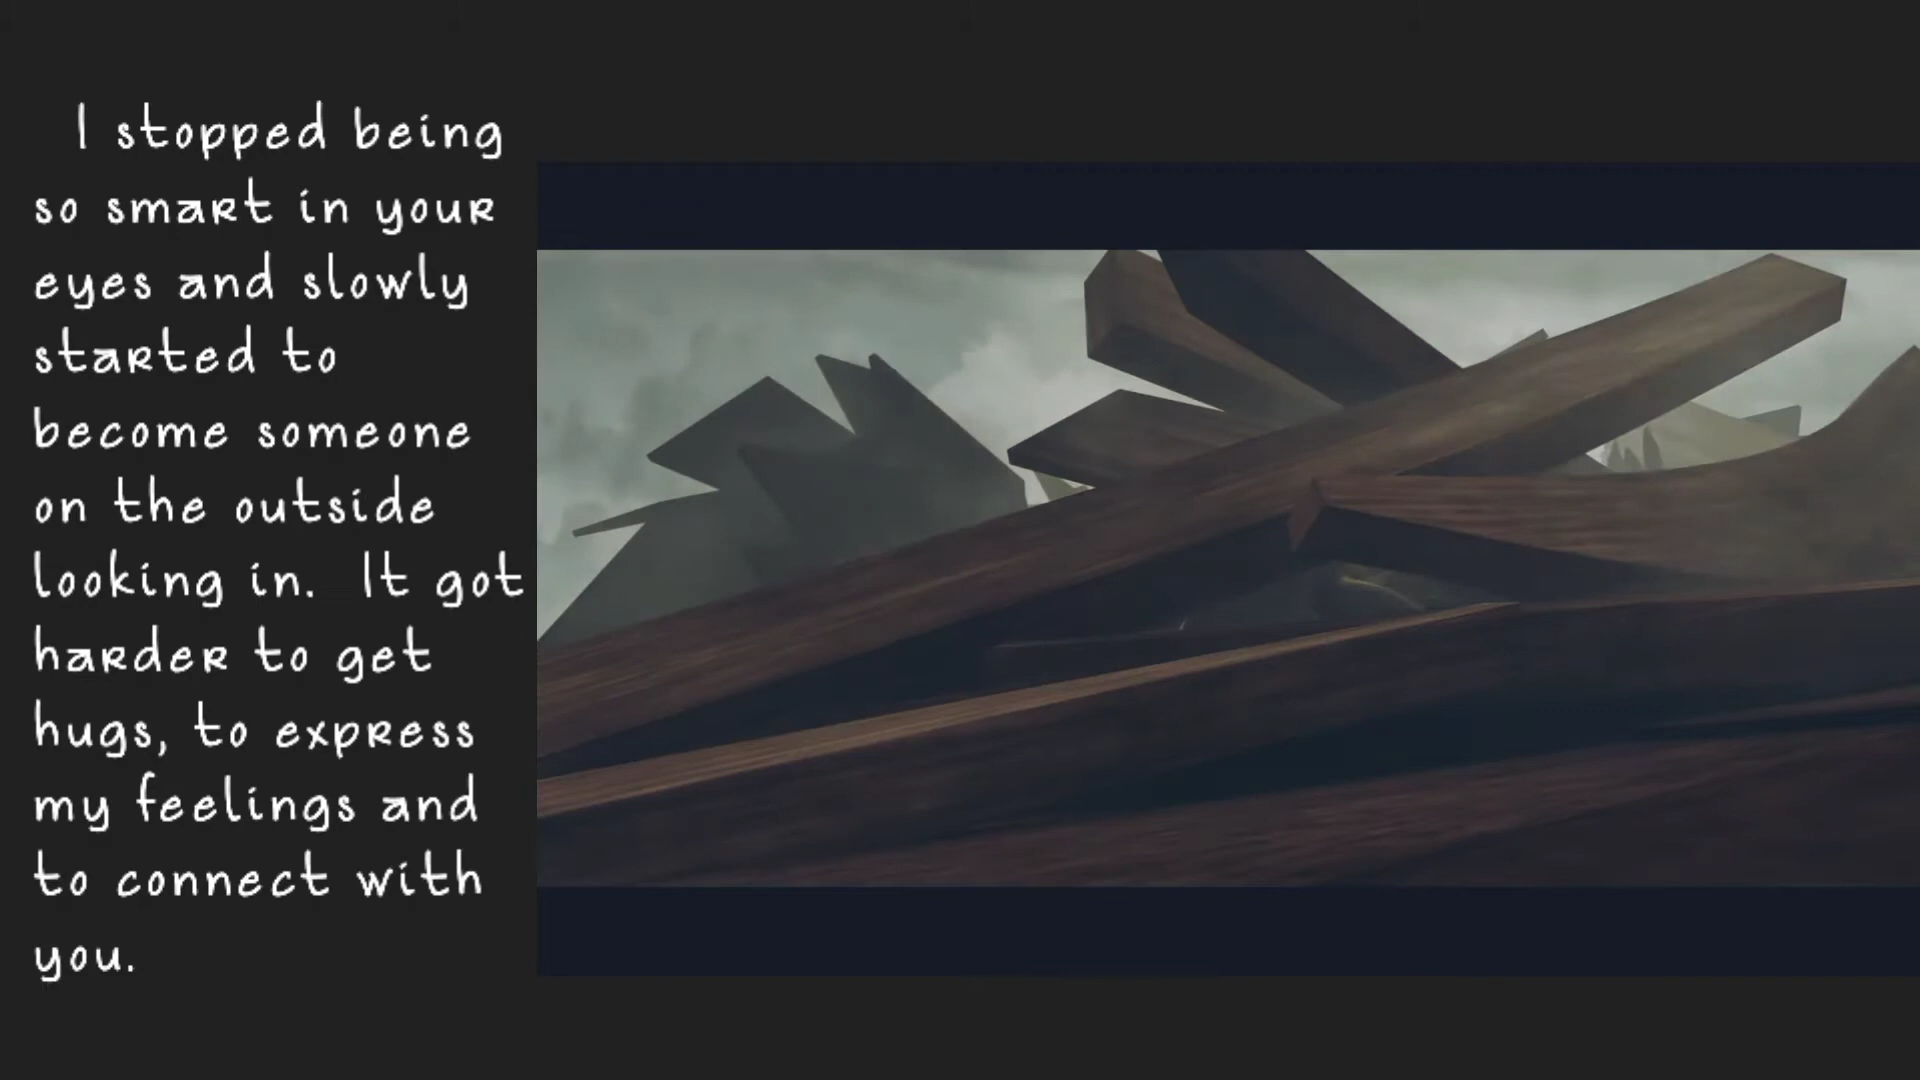 I stopped being
so smart in your
eyes and slowly
started to
become someone
on the outside
looking in. It got
harder to get
hugs, to express
my feelings and
to connect with
you.